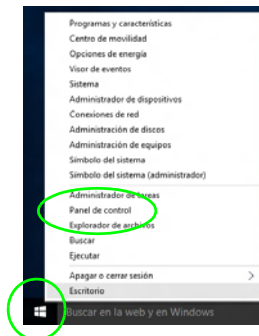 Programas y características
Centro de movilidad
Opciones de energía
Visor de eventos
Sistema
Administrador de dispositivos
Conexiones de red
Administración de discos
Administración de equipos
Símbolo del sistema
Símbolo del sistema (administrador)
Administrador de tareas
Panel de control
Explorador de archivos
Buscar
Ejecutar
Apagar o cerrar sesión
Escritorio
Buscar en la web y en Windows